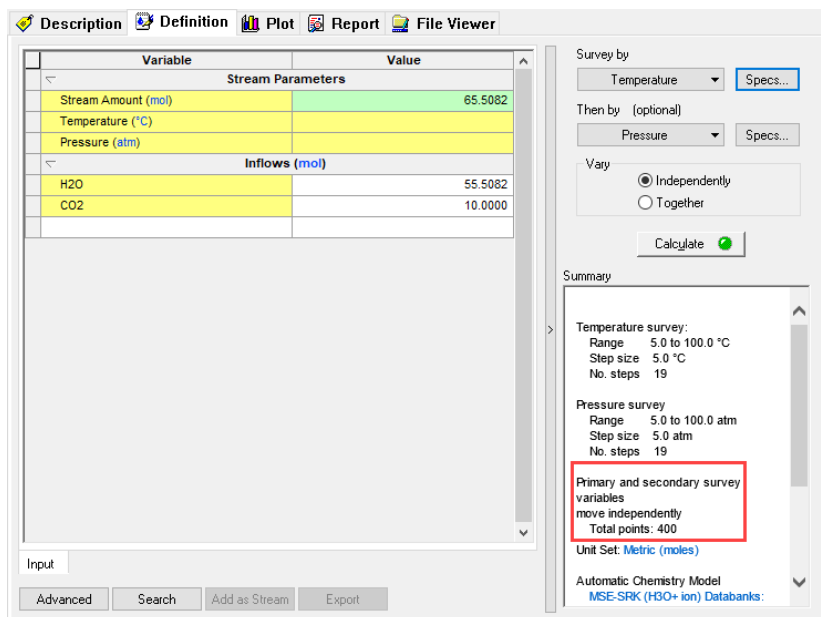 Description Definition Plot Report File Viewer
Variable Value
Stream Parameters
Stream Amount (mol) 65.5082
Temperature (°C)
Pressure (atm)
Inflows (mol)
H2O 55.5082
CO2 10.0000
Input
Advanced Search Add as Stream Export
Survey by
Temperature Specs...
Then by (optional)
Pressure Specs...
Vary
Independently
Together
Calculate
Summary
Temperature survey:
Range 5.0 to 100.0 °C
Step size 5.0 °C
No. steps 19
Pressure survey
Range 5.0 to 100.0 atm
Step size 5.0 atm
No. steps 19
Primary and secondary survey
variables
move independently
Total points: 400
Unit Set: Metric (moles)
Automatic Chemistry Model
MSE-SRK (H3O+ ion) Databanks: